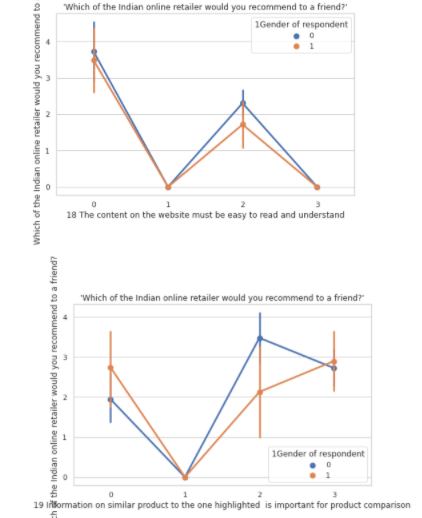 'Which of the Indian online retailer would you recommend to a friend?'
Which of the Indian online retailer would you recommend to
1Gender of respondent
0
1
4
3
2
1
0
0 1 2 3
18 The content on the website must be easy to read and understand
'Which of the Indian online retailer would you recommend to a friend?'
the Indian online retailer would you recommend to a friend?
4
3
2
1
0
1Gender of respondent
0
1
0 1 2 3
19 Information on similar product to the one highlighted is important for product comparison